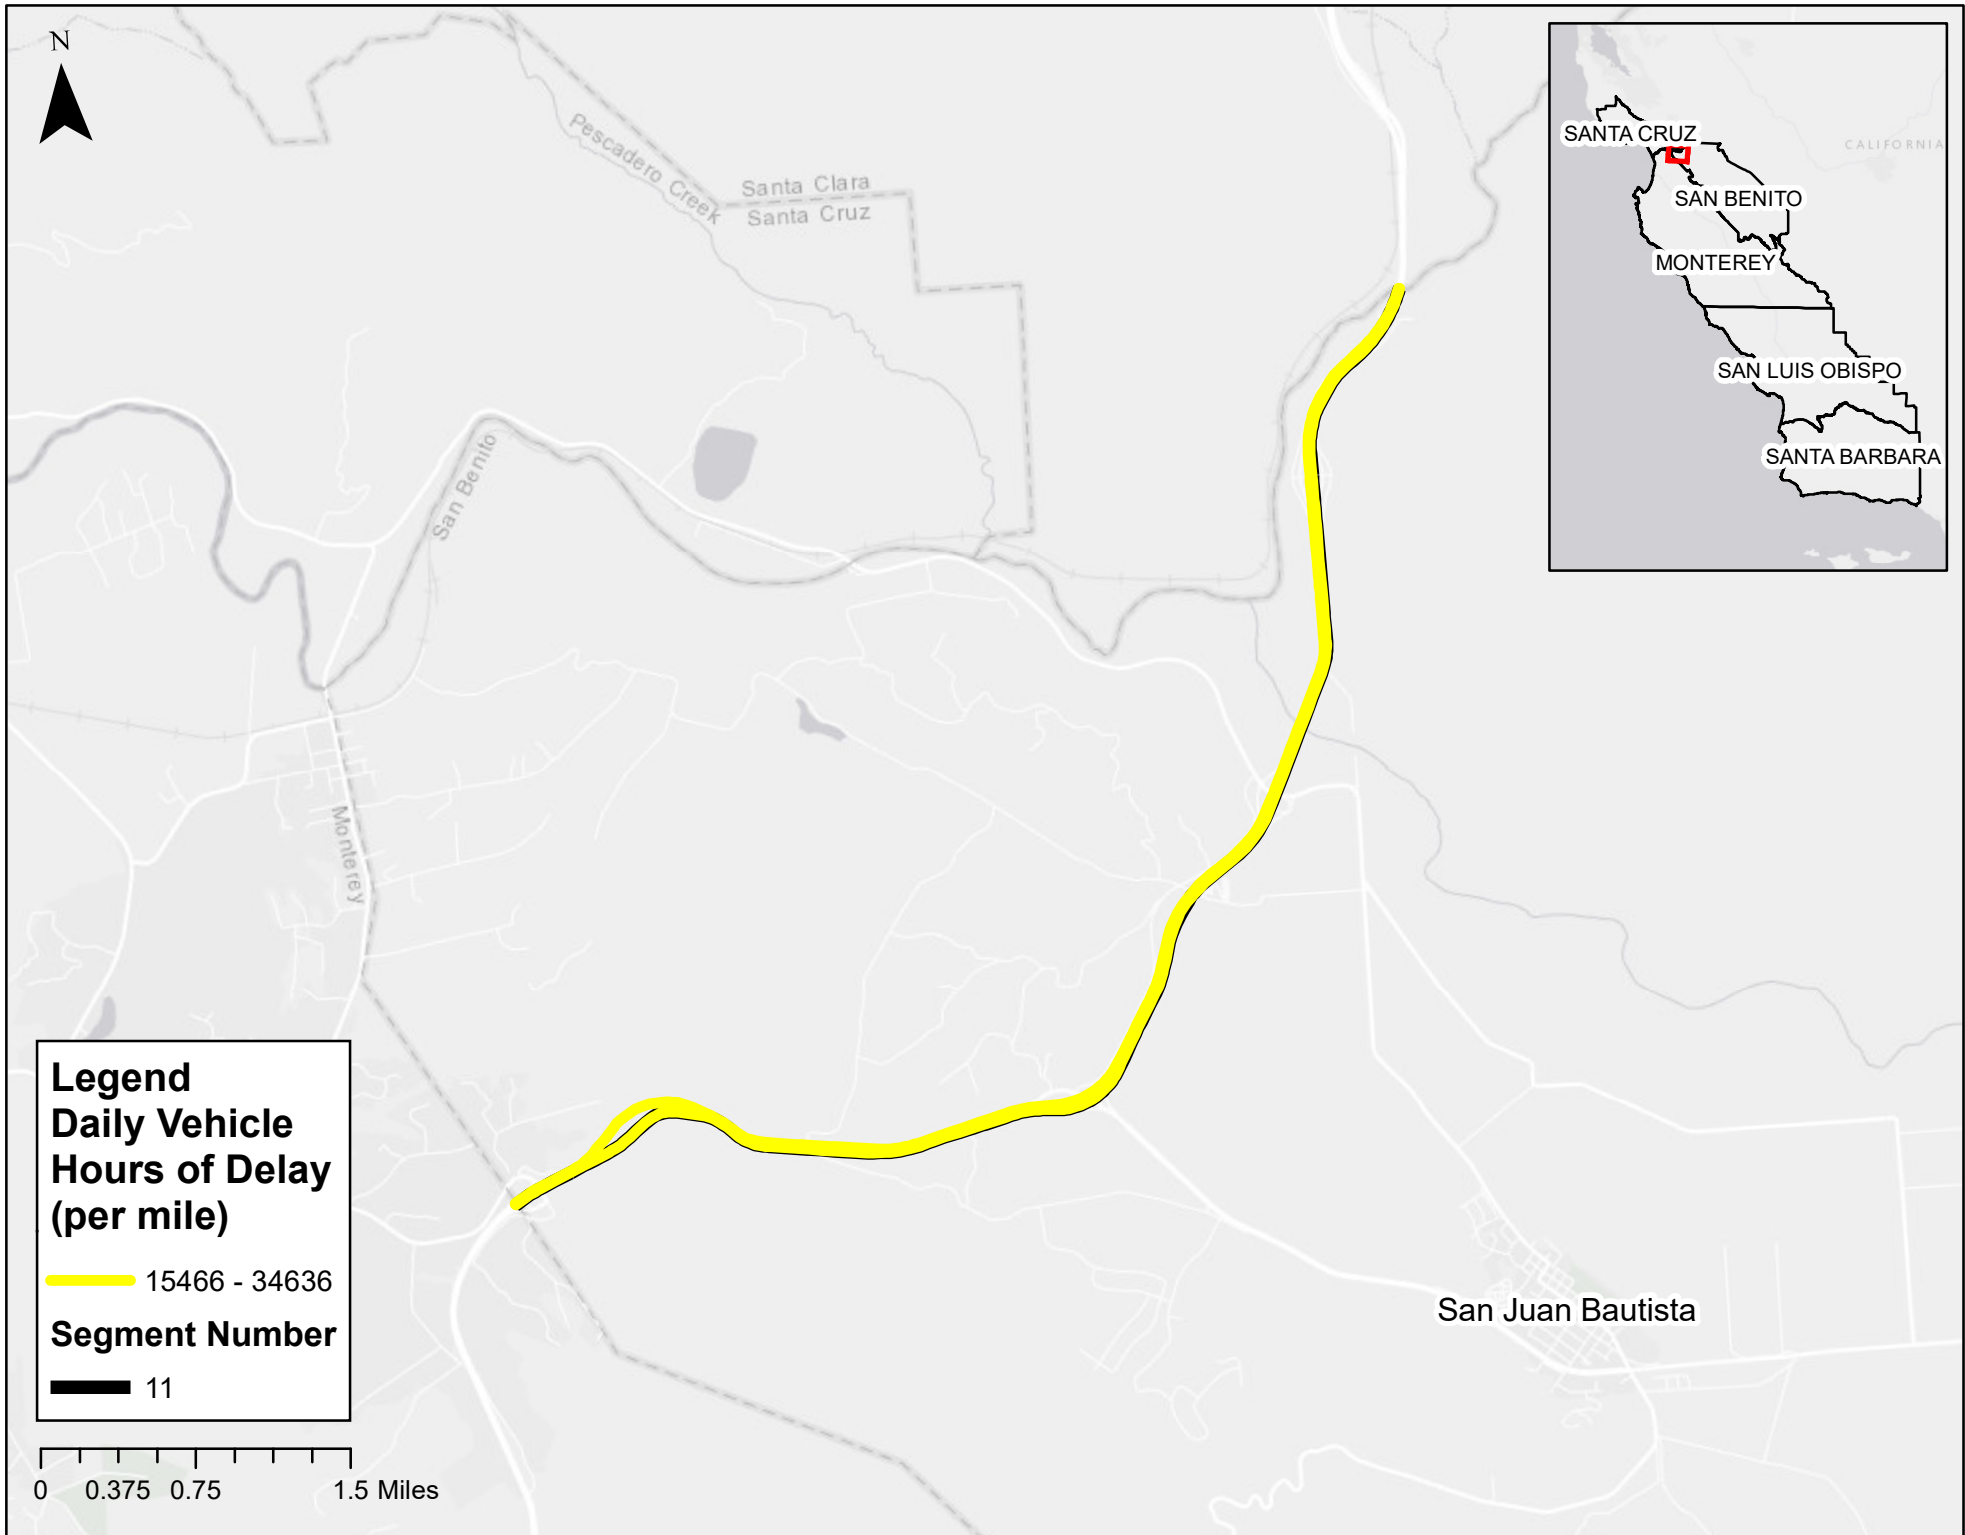 N
Pescadero Creek
Santa Clara
Santa Cruz
SANTA CRUZ
CALIFORNIA
SAN BENITO
MONTEREY
SAN LUIS OBISPO
SANTA BARBARA
San Benito
Monterey
Legend
Daily Vehicle
Hours of Delay
(per mile)
15466 - 34636
Segment Number
11
San Juan Bautista
0 0.375 0.75 1.5 Miles